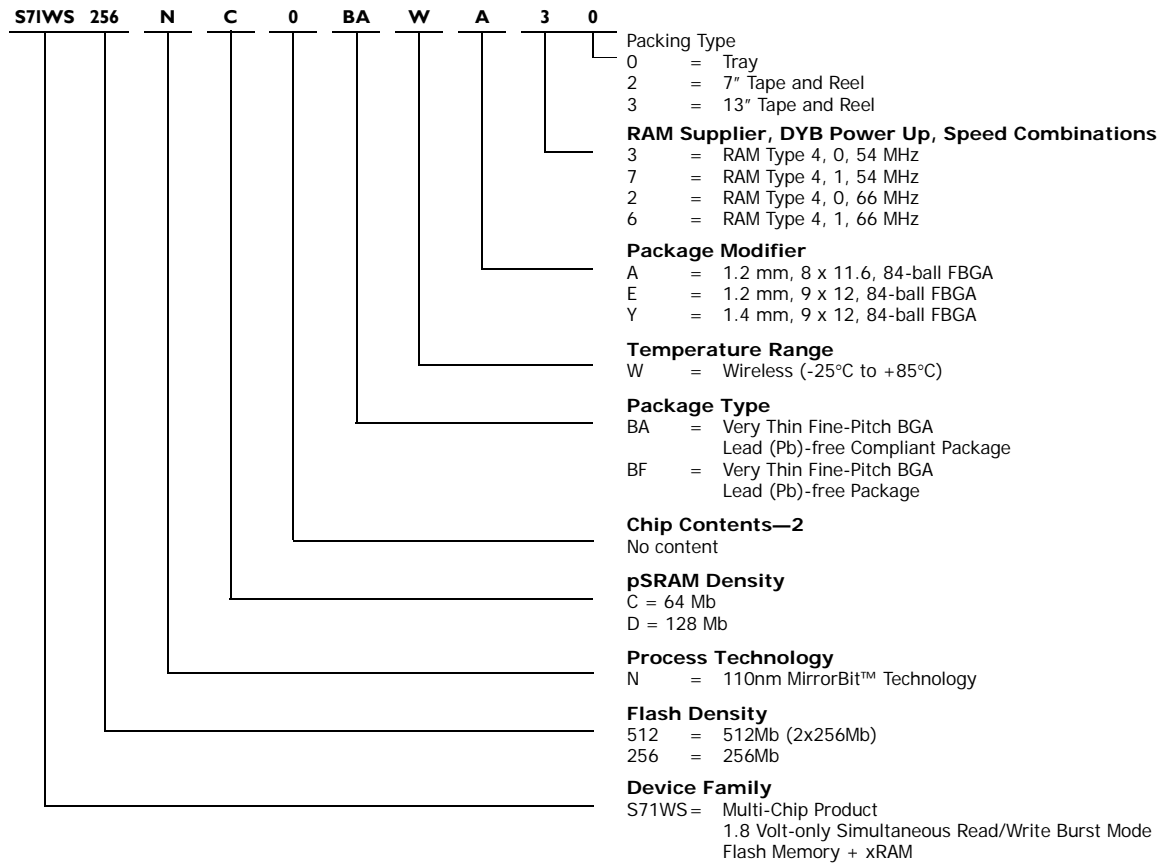 S71WS 256 N C 0 BA W A 3 0
Packing Type
0 = Tray
2 = 7″ Tape and Reel
3 = 13″ Tape and Reel
RAM Supplier, DYB Power Up, Speed Combinations
3 = RAM Type 4, 0, 54 MHz
7 = RAM Type 4, 1, 54 MHz
2 = RAM Type 4, 0, 66 MHz
6 = RAM Type 4, 1, 66 MHz
Package Modifier
A = 1.2 mm, 8 x 11.6, 84-ball FBGA
E = 1.2 mm, 9 x 12, 84-ball FBGA
Y = 1.4 mm, 9 x 12, 84-ball FBGA
Temperature Range
W = Wireless (-25°C to +85°C)
Package Type
BA = Very Thin Fine-Pitch BGA
Lead (Pb)-free Compliant Package
BF = Very Thin Fine-Pitch BGA
Lead (Pb)-free Package
Chip Contents—2
No content
pSRAM Density
C = 64 Mb
D = 128 Mb
Process Technology
N = 110nm MirrorBit™ Technology
Flash Density
512 = 512Mb (2x256Mb)
256 = 256Mb
Device Family
S71WS= Multi-Chip Product
1.8 Volt-only Simultaneous Read/Write Burst Mode
Flash Memory + xRAM